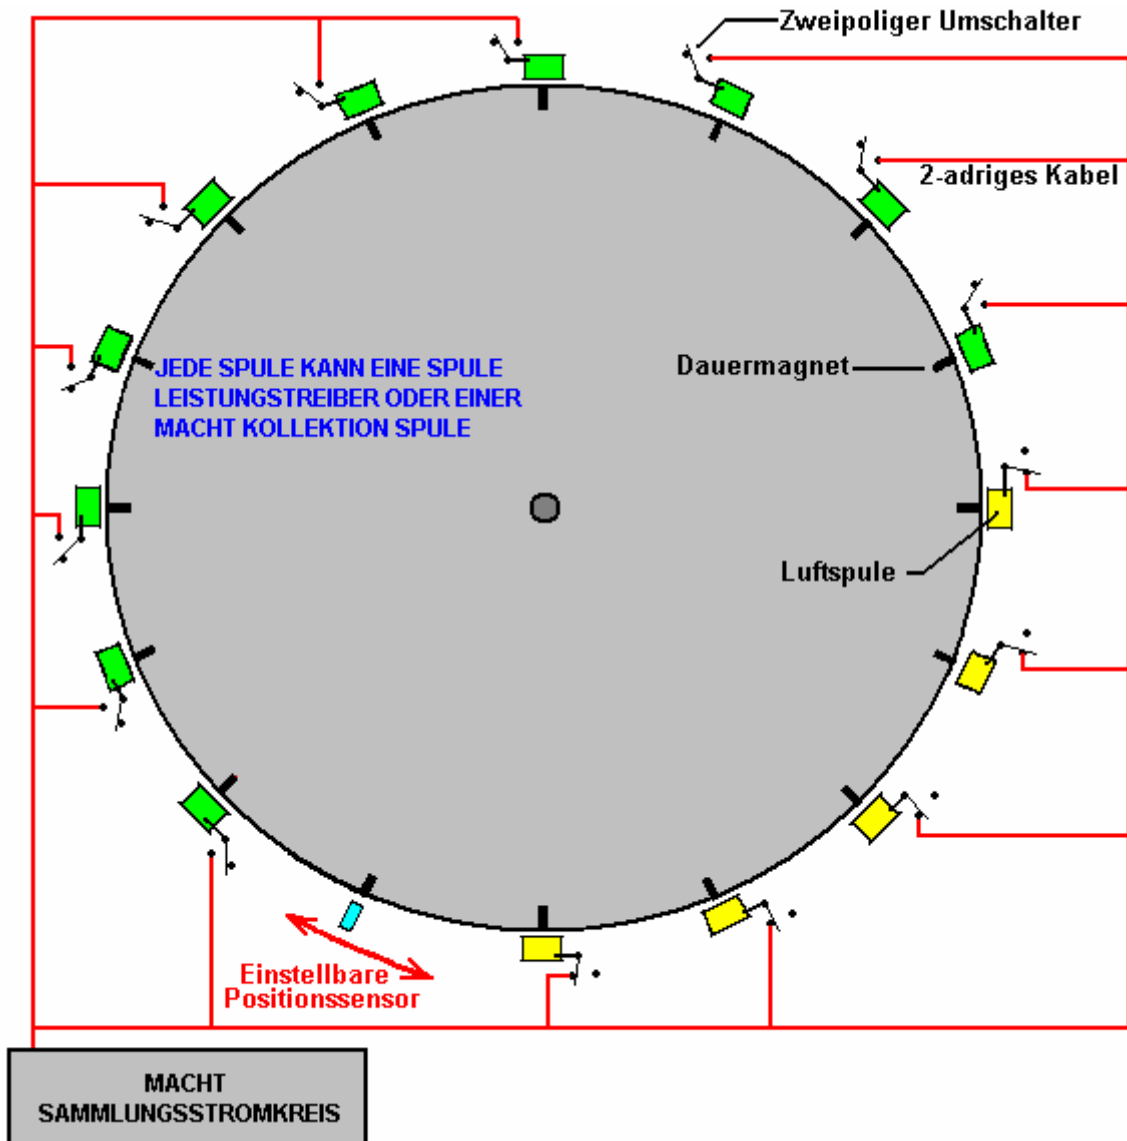 Zweipoliger Umschalter
2-adriges Kabel
JEDE SPULE KANN EINE SPULE
LEISTUNGSTREIBER ODER EINER
MACHT KOLLEKTION SPULE
Dauermagnet
Luftspule
Einstellbare
Positionssensor
MACHT
SAMMLUNGSSTROMKREIS